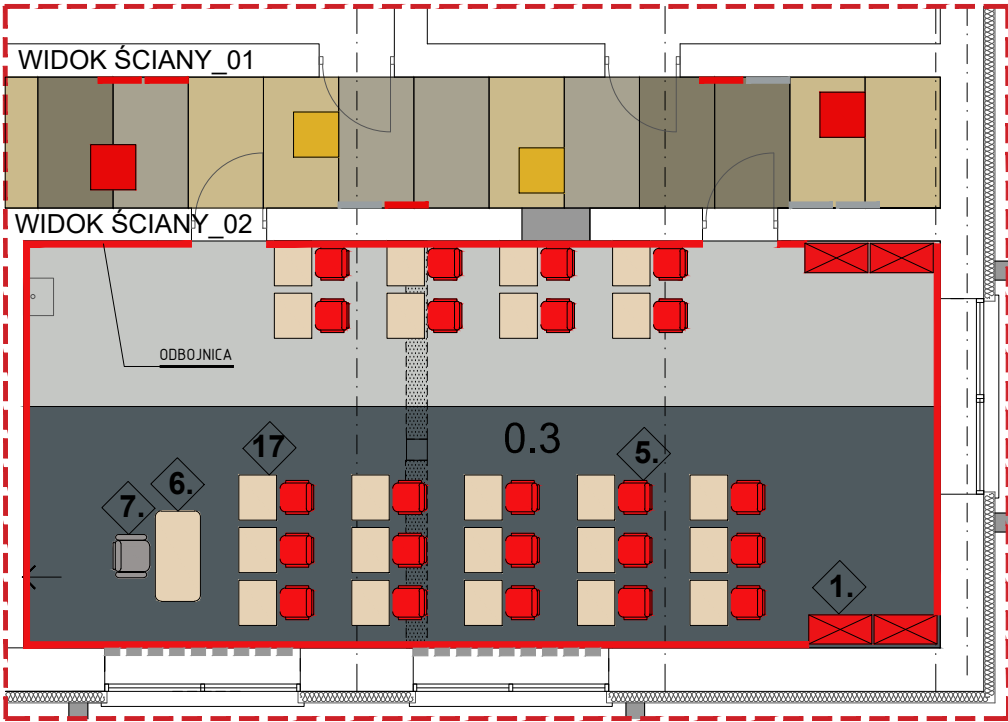 WIDOK ŚCIANY_01
WIDOK ŚCIANY_02
ODBOJNICA
0.3
17
5.
6.
7.
1.